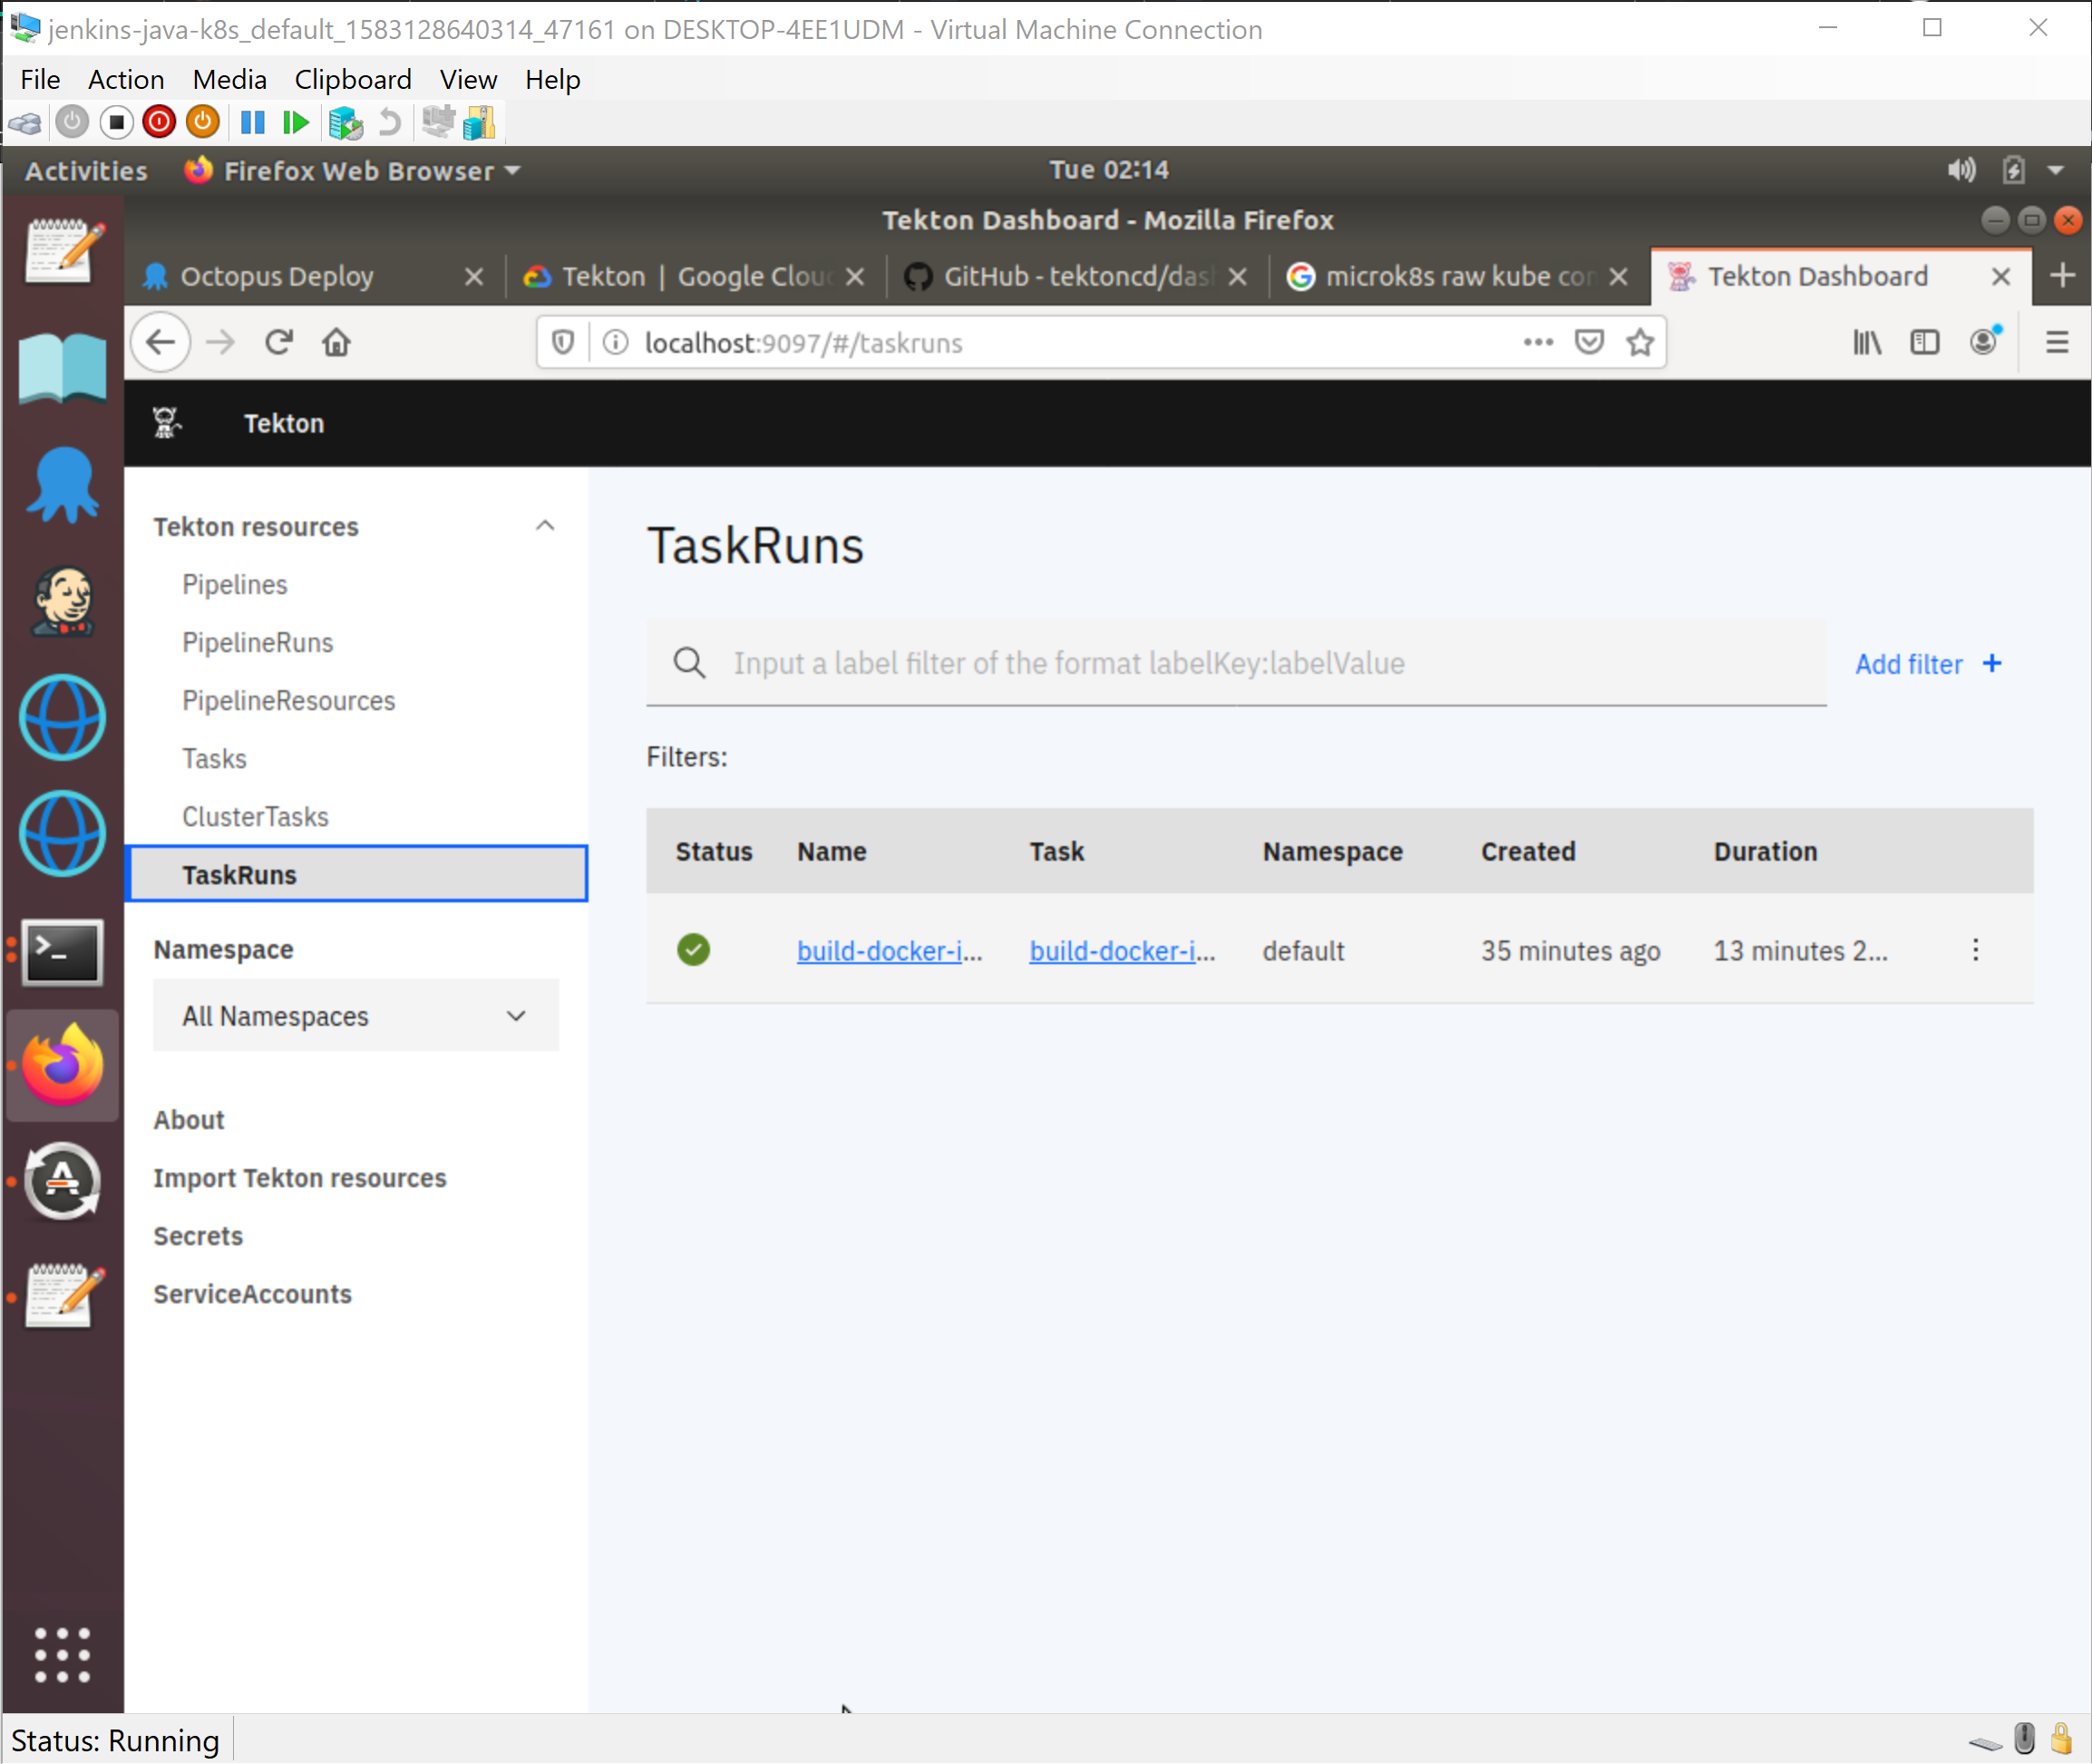 jenkins-java-k8s_default_1583128640314_47161 on DESKTOP-4EE1UDM - Virtual Machine Connection
File Action Media Clipboard View Help
Activities Firefox Web Browser Tue 02:14
Tekton Dashboard - Mozilla Firefox
Octopus Deploy Tekton | Google Clou GitHub - tektoncd/das microk8s raw kube con Tekton Dashboard
localhost:9097/#/taskruns
Tekton
Tekton resources
Pipelines
PipelineRuns
PipelineResources
Tasks
ClusterTasks
TaskRuns
Namespace
All Namespaces
About
Import Tekton resources
Secrets
ServiceAccounts
TaskRuns
Input a label filter of the format labelKey:labelValue
Add filter +
Filters:
Status Name Task Namespace Created Duration
build-docker-i... build-docker-i... default 35 minutes ago 13 minutes 2...
Status: Running